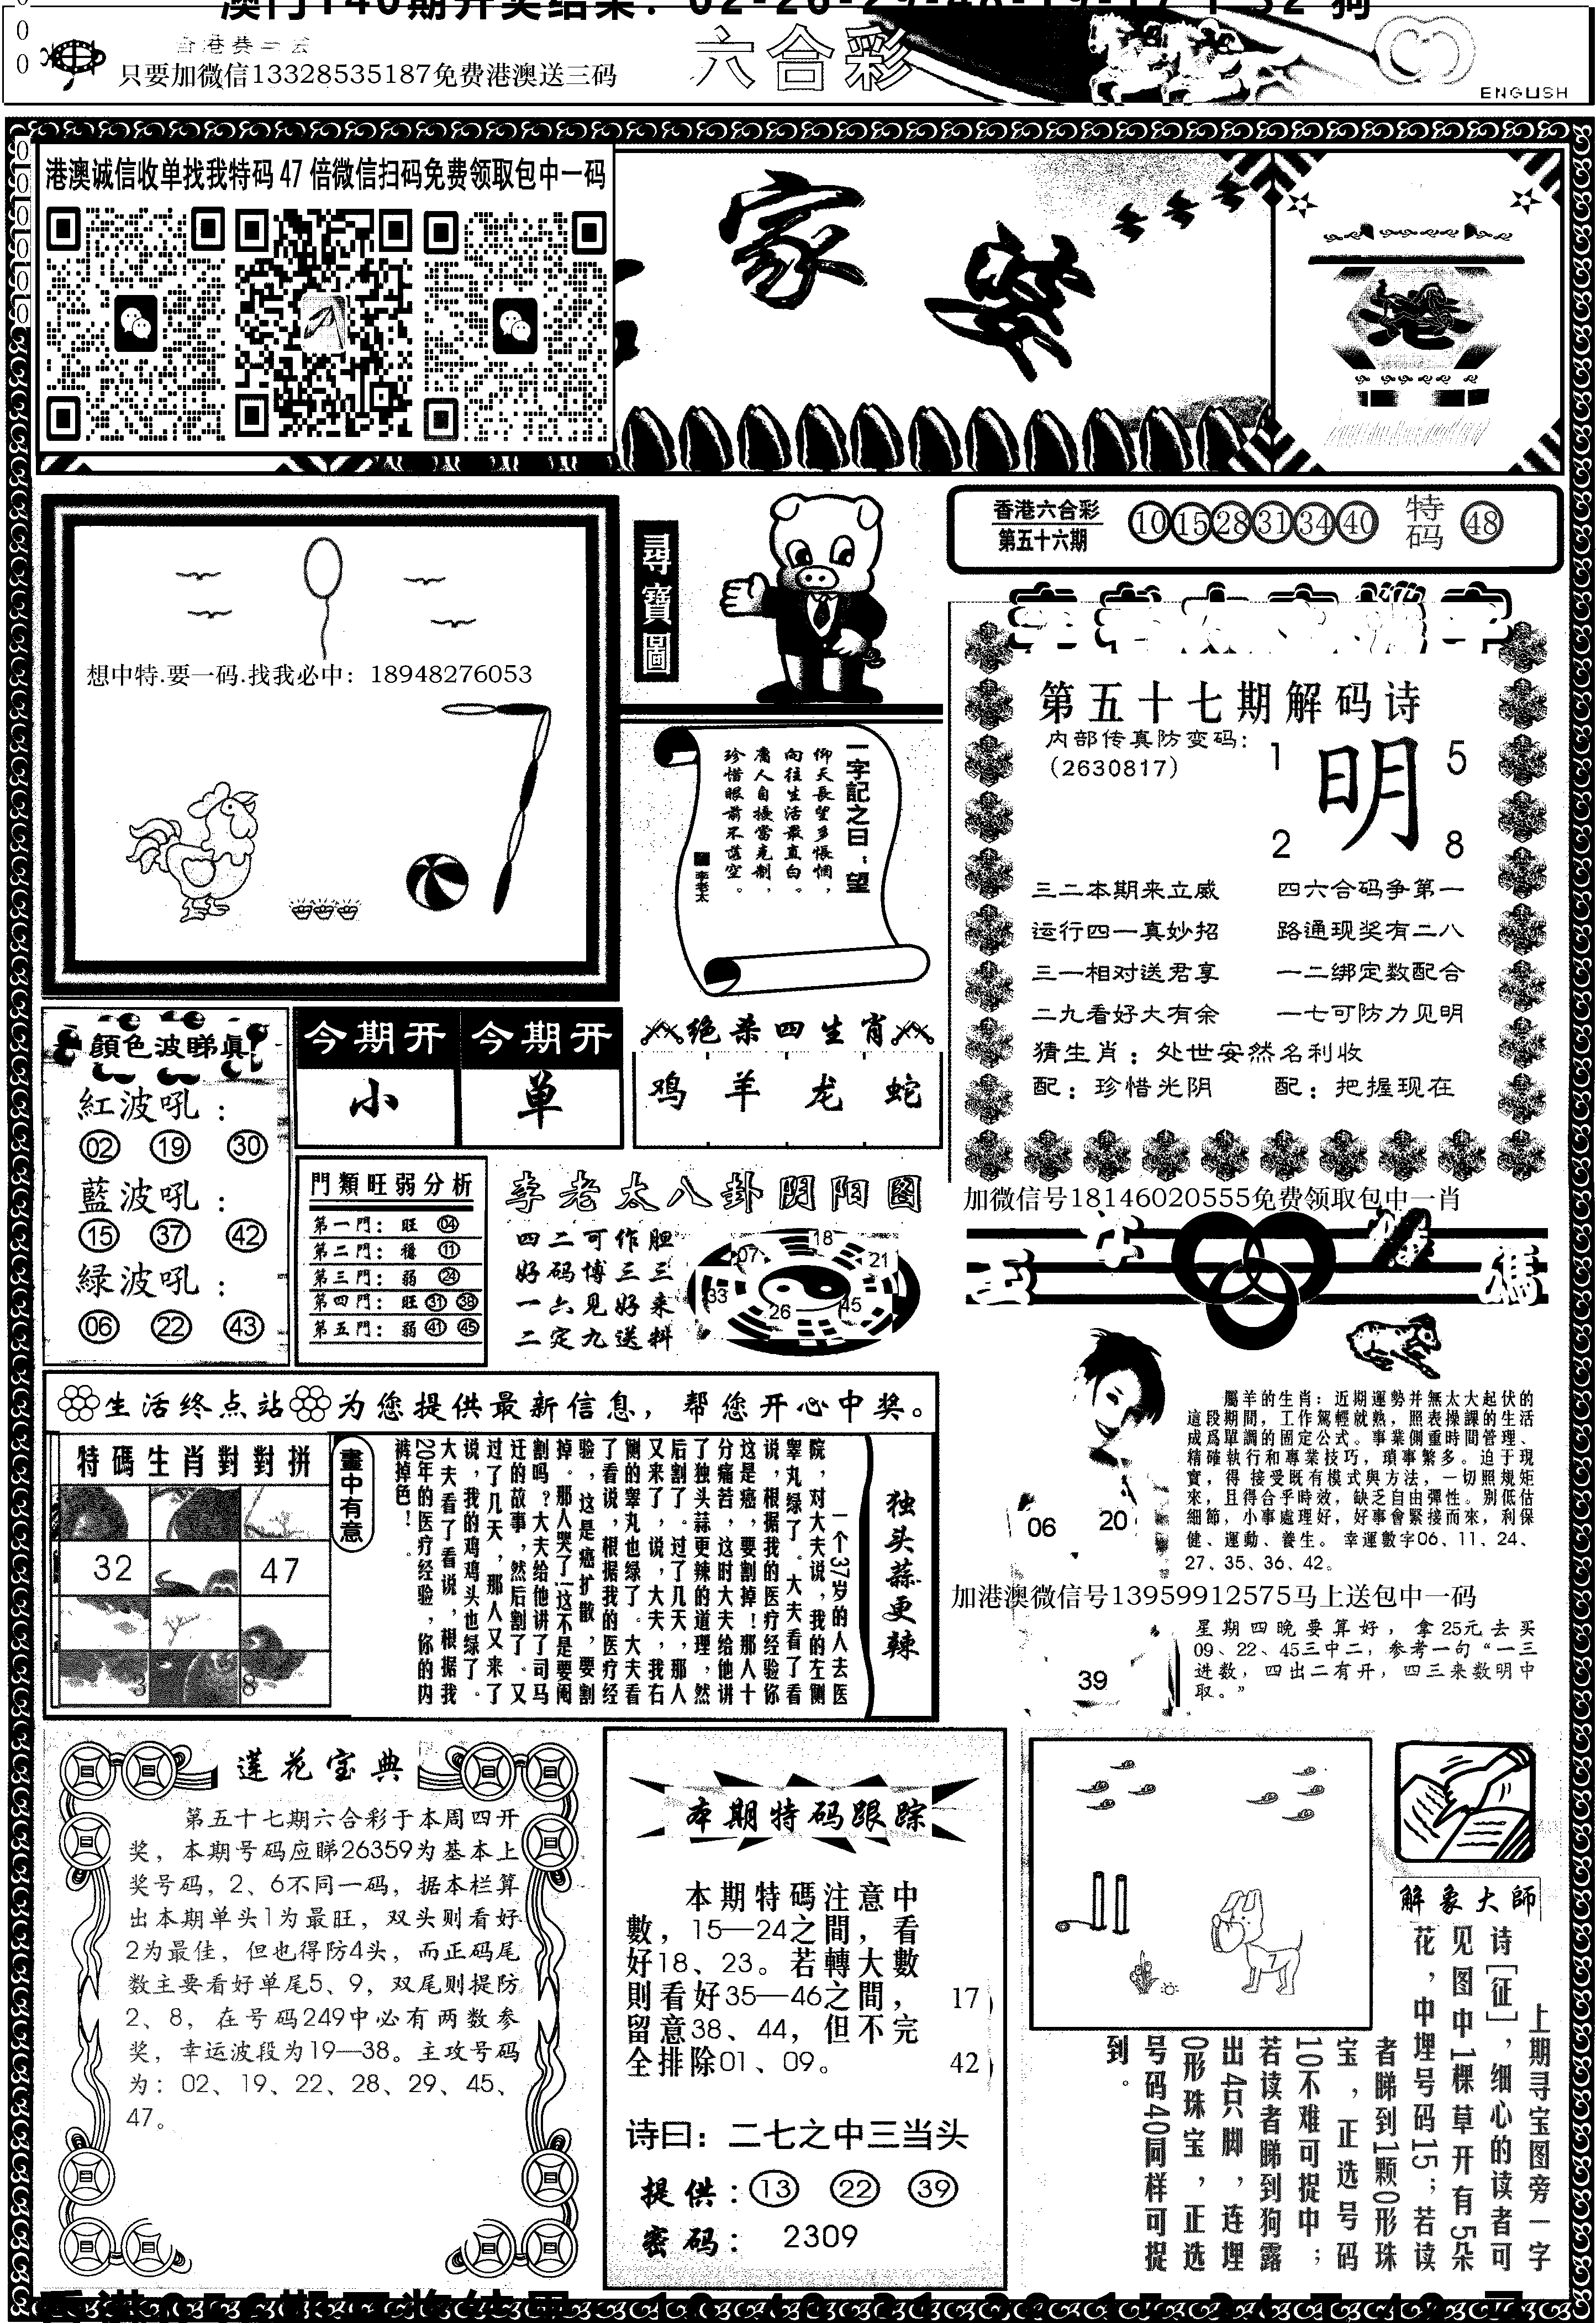 只要加微信13328535187免费港澳送三码
六合彩
ENGLISH
港澳诚信收单找我特码 47 倍微信扫码免费领取包中一码
香港六合彩
第五十六期
10 15 28 31 34 40 特码 48
尋寶圖
想中特.要一码.找我必中：18948276053
一字記之曰：望
仰天長望多悵惘，
向往生活最直白。
庸人自擾當克制，
珍惜眼前不落空。
李老太
第五十七期解码诗
内部传真防变码：
（2630817）
1 明 5
2 8
三二本期来立威 四六合码争第一
运行四一真妙招 路通现奖有二八
三一相对送君享 一二绑定数配合
二九看好大有余 一七可防力见明
猜生肖：处世安然名利收
配：珍惜光阴 配：把握现在
顏色波睇真
紅波吼：
02 19 30
藍波吼：
15 37 42
緑波吼：
06 22 43
今期开 今期开
小 单
绝杀四生肖
鸡 羊 龙 蛇
門類旺弱分析
第一門：旺 04
第二門：穩 11
第三門：弱 24
第四門：旺 31 39
第五門：弱 41 45
李老太八卦阴阳图
四二可作胆
好码博三三
一六见好来
二定九送料
07 18 21
33 26 45
加微信号18146020555免费领取包中一肖
屬羊的生肖：近期運勢并無太大起伏的
這段期間，工作駕輕就熟，照表操課的生活
成爲單調的固定公式。事業側重時間管理、
精確執行和專業技巧，瑣事繁多。迫于現
實，得 接受既有模式與方法，一切照規矩
來，且得合乎時效，缺乏自由彈性。别低估
細節，小事處理好，好事會緊接而來，利保
健、運動、養生。 幸運數字06、11、24、
27、35、36、42。
06 20
加港澳微信号13959912575马上送包中一码
星期四晚要算好，拿25元去买
09、22、45三中二，参考一句“一三
进数，四出二有开，四三来数明中
取。”
39
生活终点站 为您提供最新信息，帮您开心中奖。
特碼生肖對對拼
32 47
3 8
畫中有意
独头蒜更辣
一个37岁的人去医
院，对大夫说，我的左侧
睾丸绿了。大夫看了看
说，根据我的医疗经验你
这是癌，要割掉！那人十
分痛苦，这时大夫给他讲
了独头蒜更辣的道理，然
后割了。过了几天，那人
又来了，说，大夫，我右
侧的睾丸也绿了。大夫看
了看说，根据我的医疗经
验，这是癌扩散，要割
掉。那人哭了！这不是要阉
割吗？大夫给他讲了司马
迁的故事，然后割了。又
过了几天，那人又来了
说，我的鸡鸡头也绿了。
大夫看了看说，根据我
20年的医疗经验，你的内
裤掉色！
莲花宝典
第五十七期六合彩于本周四开
奖，本期号码应睇26359为基本上
奖号码，2、6不同一码，据本栏算
出本期单头1为最旺，双头则看好
2为最佳，但也得防4头，而正码尾
数主要看好单尾5、9，双尾则提防
2、8，在号码249中必有两数参
奖，幸运波段为19—38。主攻号码
为：02、19、22、28、29、45、
47。
本期特码跟踪
本期特碼注意中
數，15—24之間，看
好18、23。若轉大數
則看好35—46之間，
留意38、44，但不完
全排除01、09。
17
42
诗曰：二七之中三当头
提供：13 22 39
密码：2309
解象大師
上期寻宝图旁一字
诗［征］，细心的读者可
见图中1棵草开有5朵
花，中埋号码15；若读
者睇到1颗0形珠
宝，正选号码
10不难可捉中；
若读者睇到狗露
出4只脚，连埋
0形珠宝，正选
号码40同样可捉
到。